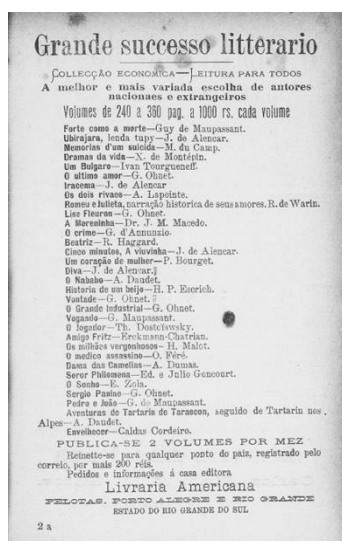 Grande successo litterario
COLLECÇÃO ECONOMICA—LEITURA PARA TODOS
A melhor e mais variada escolha de autores
nacionaes e extrangeiros
Volumes de 240 a 360 pag. a 1000 rs. cada volume
Forte como a morte—Guy de Maupassant.
Ubirajara, lenda tupy—J. de Alencar.
Memorias d'um suicida—M. du Camp.
Dramas da vida—X. de Montépin.
Um Bulgaro—Ivan Tourgueneff.
O ultimo amor—G. Ohnet.
Iracema—J. de Alencar
Os dois rivaes—A. Lapointe.
Romeu e Julieta, narração historica de seus amores. R. de Warin.
Lise Fleuron—G. Ohnet.
A Moreninha—Dr. J. M. Macedo.
O crime—G. d'Annunzio.
Beatriz—R. Haggard.
Cinco minutos, A viuvinha—J. de Alencar.
Um coração de mulher—P. Bourget.
Diva—J. de Alencar.
O Nababo—A. Daudet.
Historia de um beijo—H. P. Escrich.
Vontade—G. Ohnet.
O Grande Industrial—G. Ohnet.
Vogando—G. Maupassant.
O Jogador—Th. Dostoiswsky.
Amigo Fritz—Erckmann-Chatrian.
Os milhões vergonhosos—H. Malot.
O medico assassino—O. Féré.
Dama das Camelias—A. Dumas.
Soror Philomena—Ed. e Julio Goncourt.
O Sonho—E. Zola.
Sergio Panine—G. Ohnet.
Pedro e João—G. de Maupassant.
Aventuras de Tartarin de Tarascon, seguido de Tartarin nos
Alpes—A. Daudet.
Envelhecer—Caldas Cordeiro.
PUBLICA-SE 2 VOLUMES POR MEZ
Remette-se para qualquer ponto do paiz, registrado pelo
correio, por mais 200 réis.
Pedidos e informações á casa editora
Livraria Americana
PELOTAS, PORTO ALEGRE E RIO GRANDE
ESTADO DO RIO GRANDE DO SUL
2 a